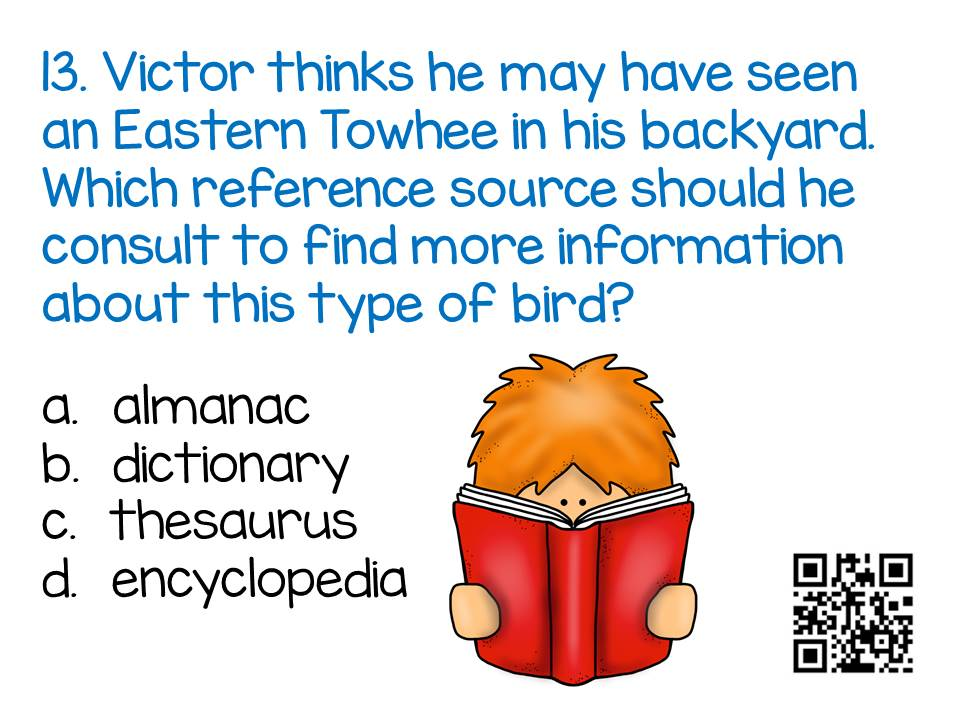 13. Victor thinks he may have seen
an Eastern Towhee in his backyard.
Which reference source should he
consult to find more information
about this type of bird?
a. almanac
b. dictionary
c. thesaurus
d. encyclopedia